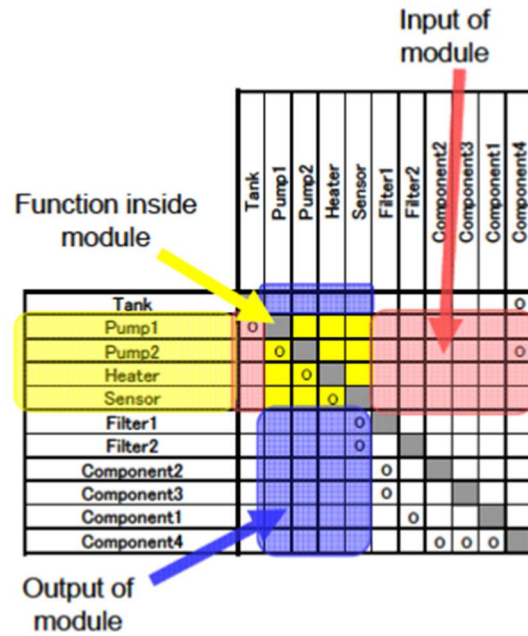 Input of
module
Function inside
module
Tank
Pump1
Pump2
Heater
Sensor
Filter1
Filter2
Component2
Component3
Component1
Component4
Tank O
Pump1 O
Pump2 O O
Heater O
Sensor O
Filter1 O
Filter2 O
Component2 O
Component3 O
Component1 O
Component4 O O O
Output of
module